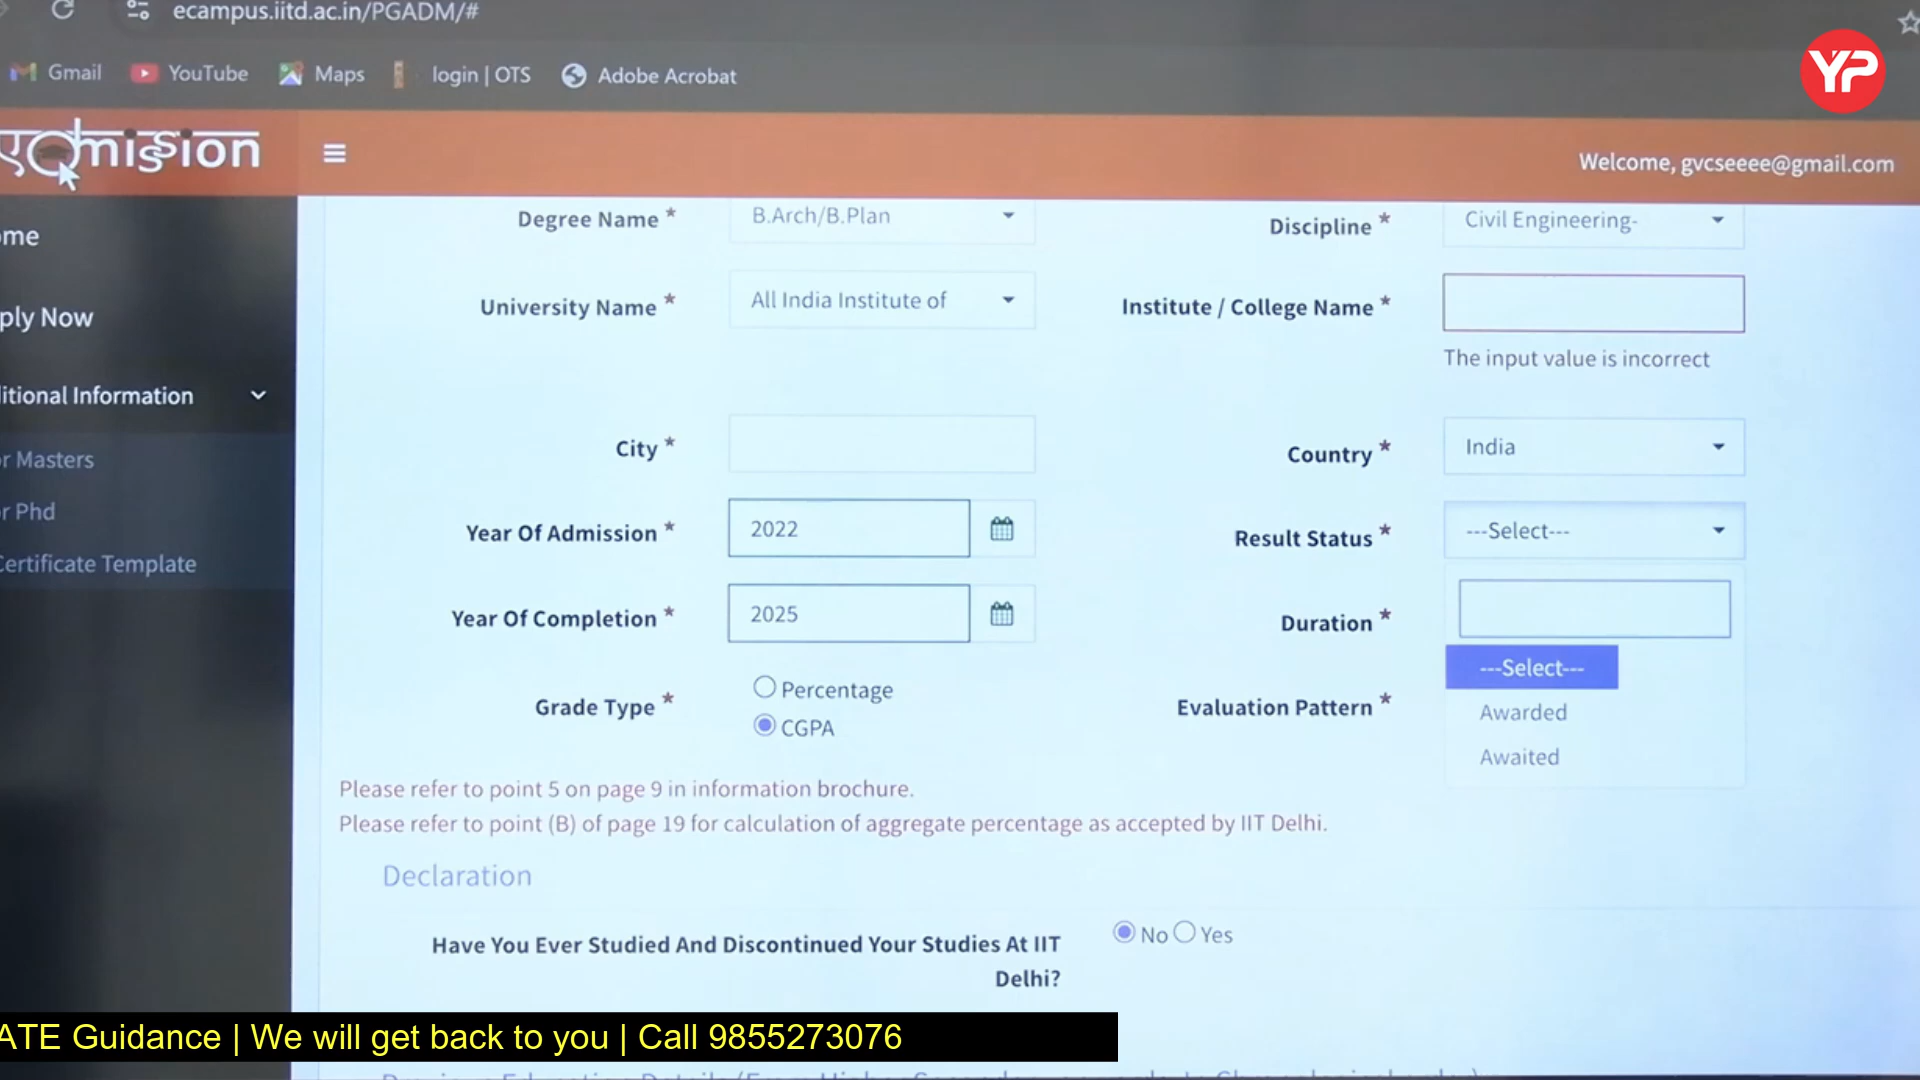 ecampus.iitd.ac.in/PGADM/#
Gmail YouTube Maps login | OTS Adobe Acrobat
YP
एdmission
Welcome, gvcseeee@gmail.com
Degree Name * B.Arch/B.Plan Discipline * Civil Engineering-
ome
University Name * All India Institute of Institute / College Name *
ply Now
The input value is incorrect
ditional Information
City * Country * India
r Masters
r Phd
Year Of Admission * 2022 Result Status * ---Select---
Certificate Template
Year Of Completion * 2025 Duration *
---Select---
Grade Type * Percentage Evaluation Pattern * Awarded
CGPA
Awaited
Please refer to point 5 on page 9 in information brochure.
Please refer to point (B) of page 19 for calculation of aggregate percentage as accepted by IIT Delhi.
Declaration
Have You Ever Studied And Discontinued Your Studies At IIT No Yes
Delhi?
ATE Guidance | We will get back to you | Call 9855273076